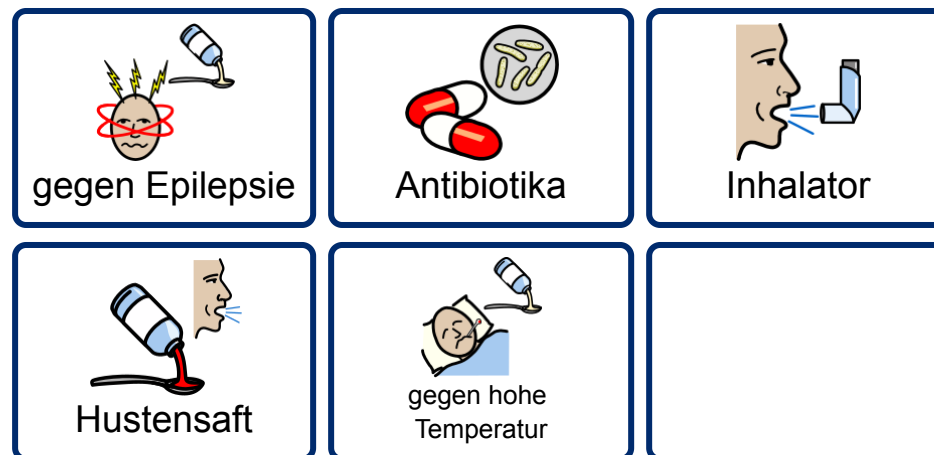 gegen Epilepsie
Antibiotika
Inhalator
Hustensaft
gegen hohe
Temperatur